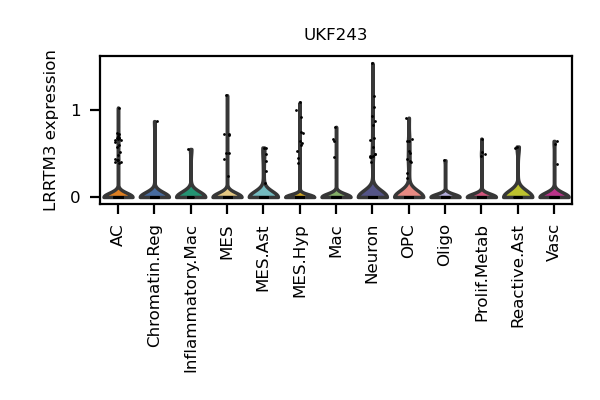 UKF243
LRRTM3 expression
1
0
AC
Chromatin.Reg
Inflammatory.Mac
MES
MES.Ast
MES.Hyp
Mac
Neuron
OPC
Oligo
Prolif.Metab
Reactive.Ast
Vasc